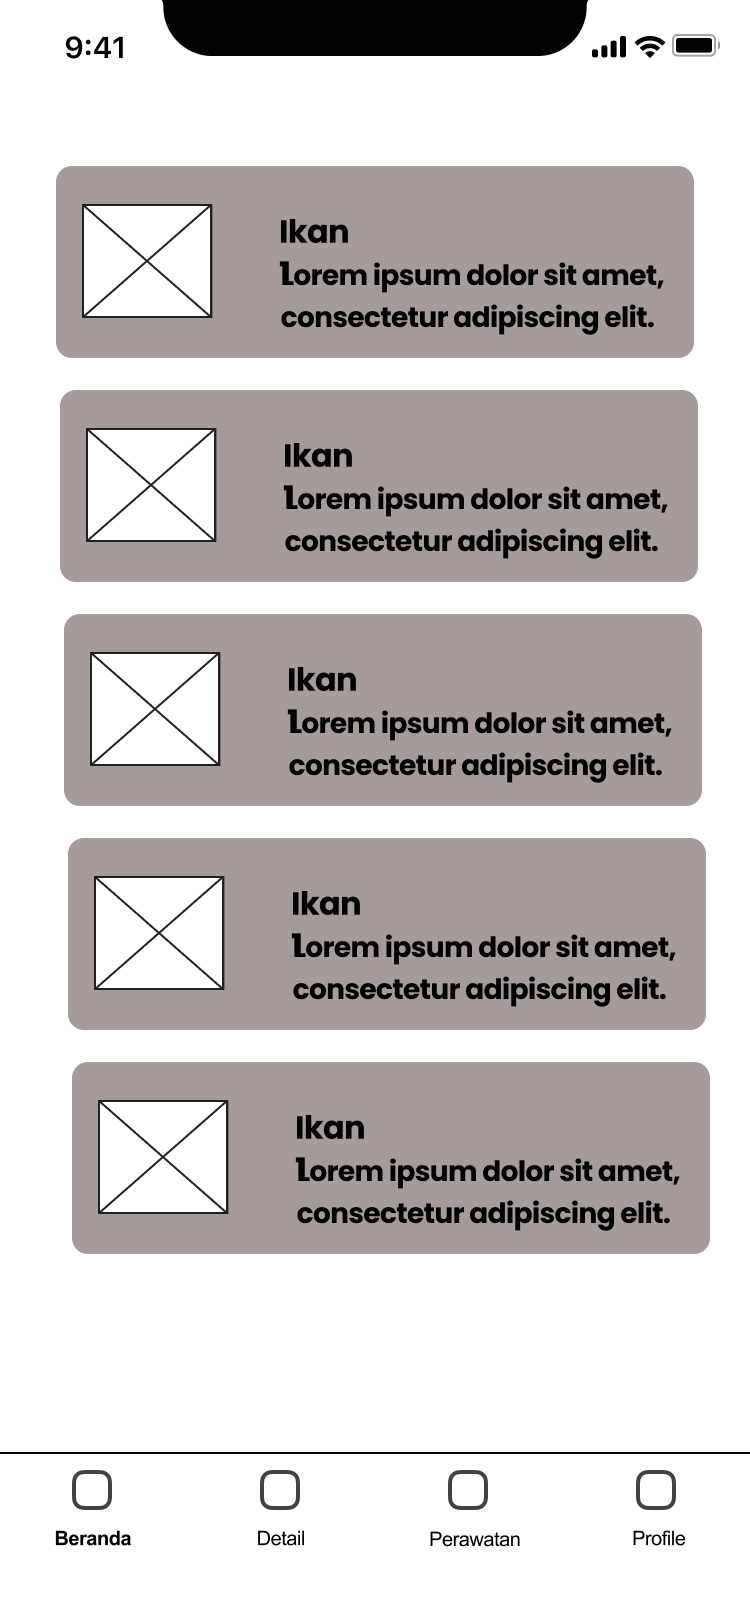 9:41
Ikan
Lorem ipsum dolor sit amet,
consectetur adipiscing elit.
Ikan
Lorem ipsum dolor sit amet,
consectetur adipiscing elit.
Ikan
Lorem ipsum dolor sit amet,
consectetur adipiscing elit.
Ikan
Lorem ipsum dolor sit amet,
consectetur adipiscing elit.
Ikan
Lorem ipsum dolor sit amet,
consectetur adipiscing elit.
Beranda Detail Perawatan Profile